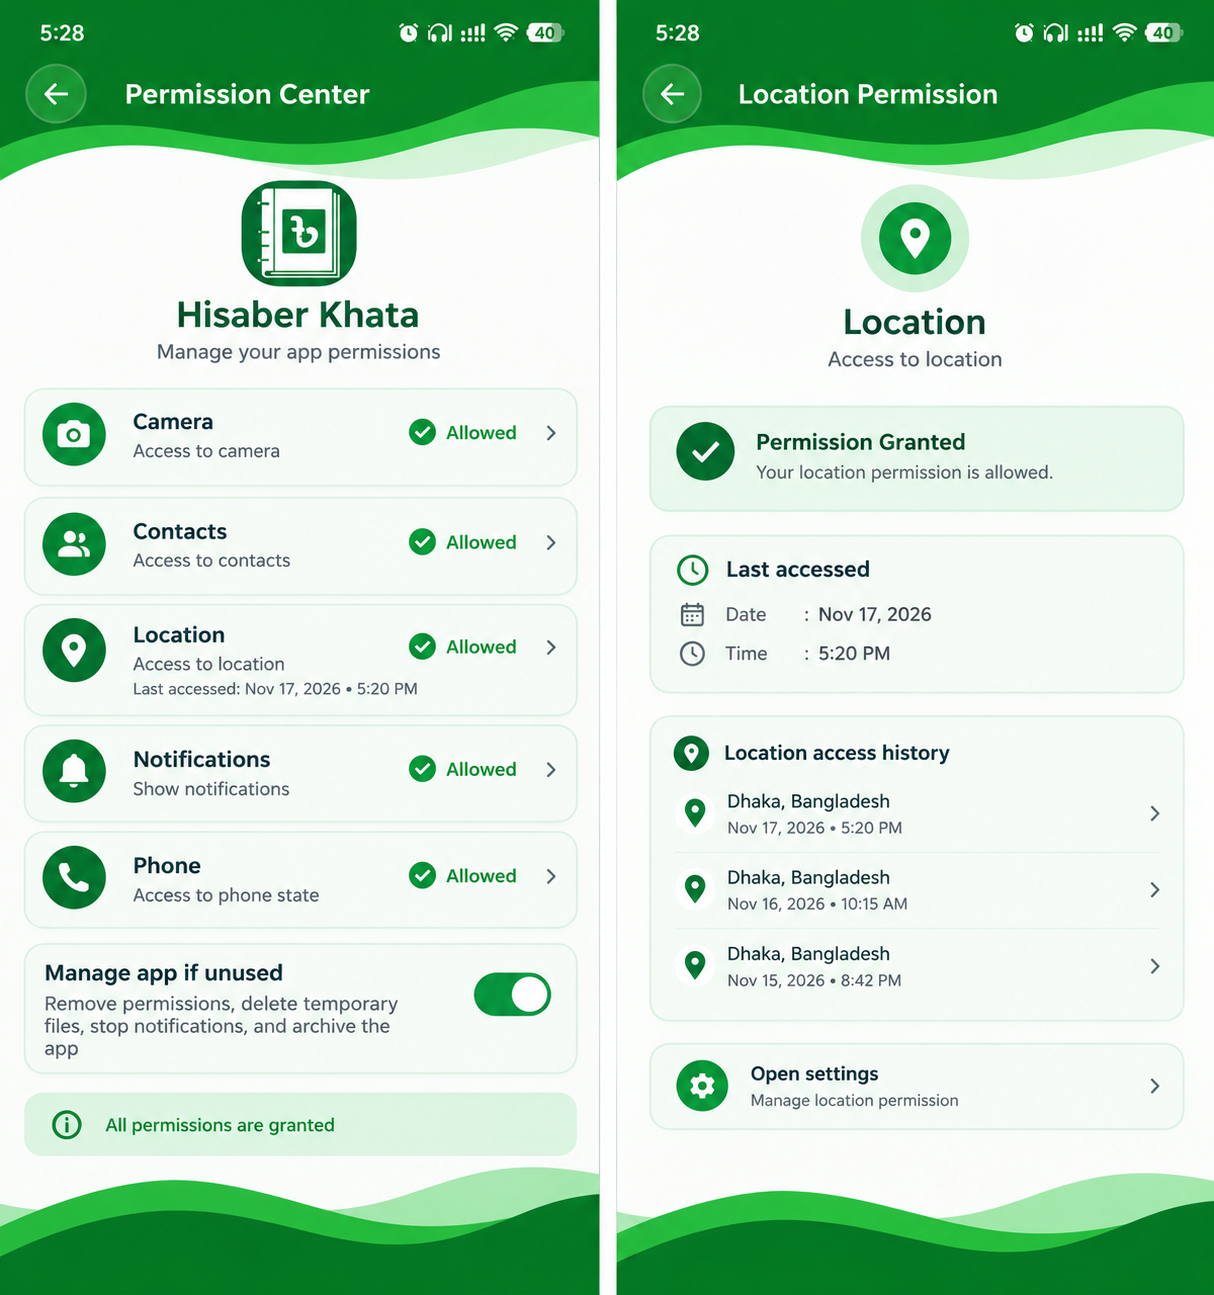 5:28
40
Permission Center
৳
Hisaber Khata
Manage your app permissions
Camera
Access to camera
Allowed
Contacts
Access to contacts
Allowed
Location
Access to location
Last accessed: Nov 17, 2026 • 5:20 PM
Allowed
Notifications
Show notifications
Allowed
Phone
Access to phone state
Allowed
Manage app if unused
Remove permissions, delete temporary
files, stop notifications, and archive the
app
All permissions are granted
5:28
40
Location Permission
Location
Access to location
Permission Granted
Your location permission is allowed.
Last accessed
Date : Nov 17, 2026
Time : 5:20 PM
Location access history
Dhaka, Bangladesh
Nov 17, 2026 • 5:20 PM
Dhaka, Bangladesh
Nov 16, 2026 • 10:15 AM
Dhaka, Bangladesh
Nov 15, 2026 • 8:42 PM
Open settings
Manage location permission